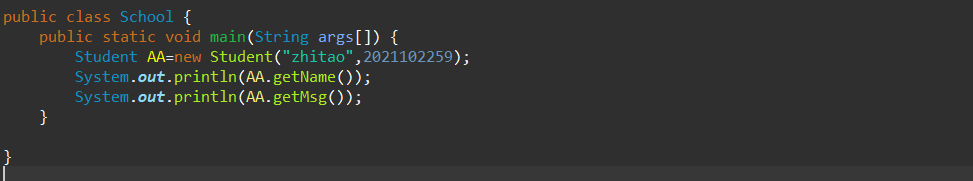 public class School {
    public static void main(String args[]) {
        Student AA=new Student("zhitao",2021102259);
        System.out.println(AA.getName());
        System.out.println(AA.getMsg());
    }

}